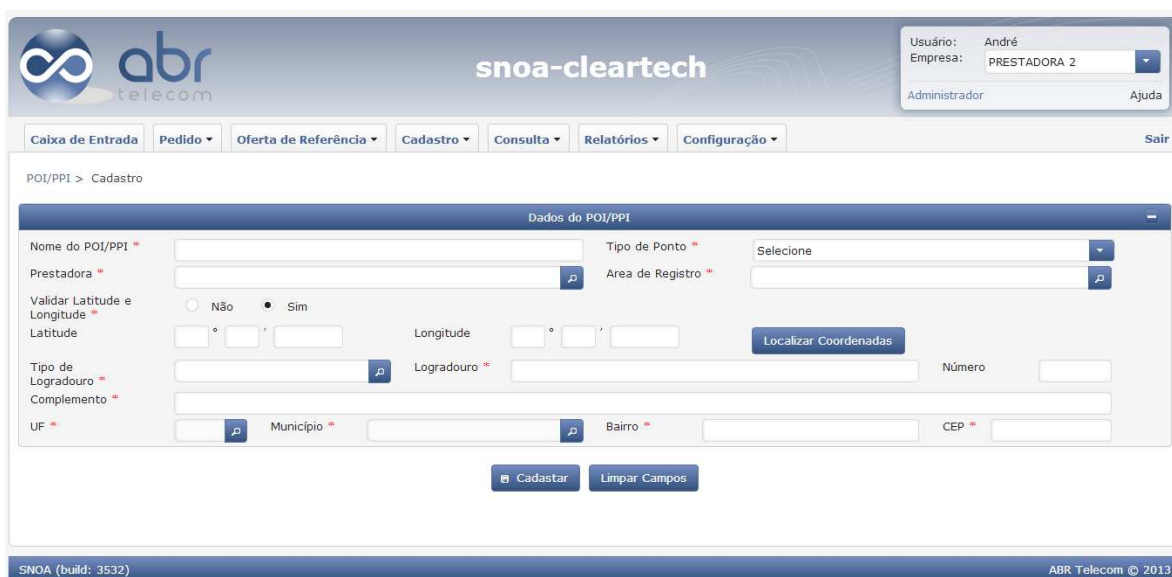 abr
telecom
snoa-cleartech
Usuário: André
Empresa: PRESTADORA 2
Administrador Ajuda
Caixa de Entrada Pedido Oferta de Referência Cadastro Consulta Relatórios Configuração Sair
POI/PPI > Cadastro
Dados do POI/PPI
Nome do POI/PPI * Tipo de Ponto * Selecione
Prestadora * Area de Registro *
Validar Latitude e
Longitude * Não Sim
Latitude ° ' Longitude ° ' Localizar Coordenadas
Tipo de
Logradouro * Logradouro * Número
Complemento *
UF * Município * Bairro * CEP *
Cadastar Limpar Campos
SNOA (build: 3532) ABR Telecom © 2013